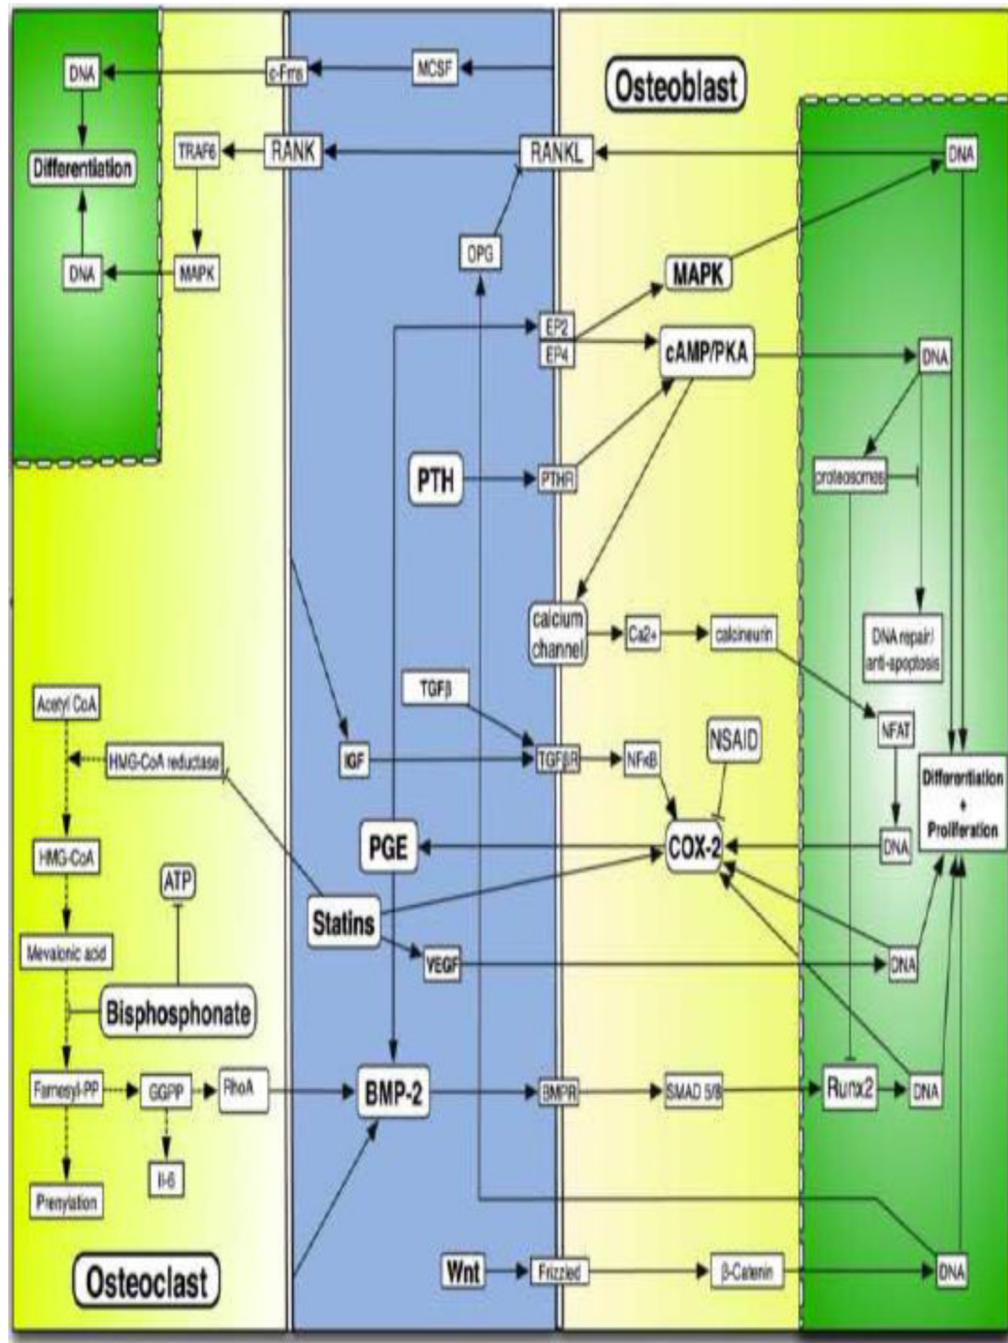 DNA
c-Fms
MCSF
Osteoblast
Differentiation
TRAF6
RANK
RANKL
DNA
DNA
MAPK
OPG
MAPK
EP2
EP4
cAMP/PKA
DNA
PTH
PTHR
proteosomes
calcium
channel
Ca2+
calcineurin
DNA repair/
anti-apoptosis
Acetyl CoA
TGFβ
NFAT
HMG-CoA reductase
IGF
TGFβR
NFκB
NSAID
Differentiation
+
Proliferation
HMG-CoA
PGE
COX-2
DNA
ATP
Statins
Mevalonic acid
VEGF
DNA
Bisphosphonate
Farnesyl-PP
GGPP
RhoA
BMP-2
BMPR
SMAD 5/8
Runx2
DNA
Prenylation
Il-6
Osteoclast
Wnt
Frizzled
β-Catenin
DNA